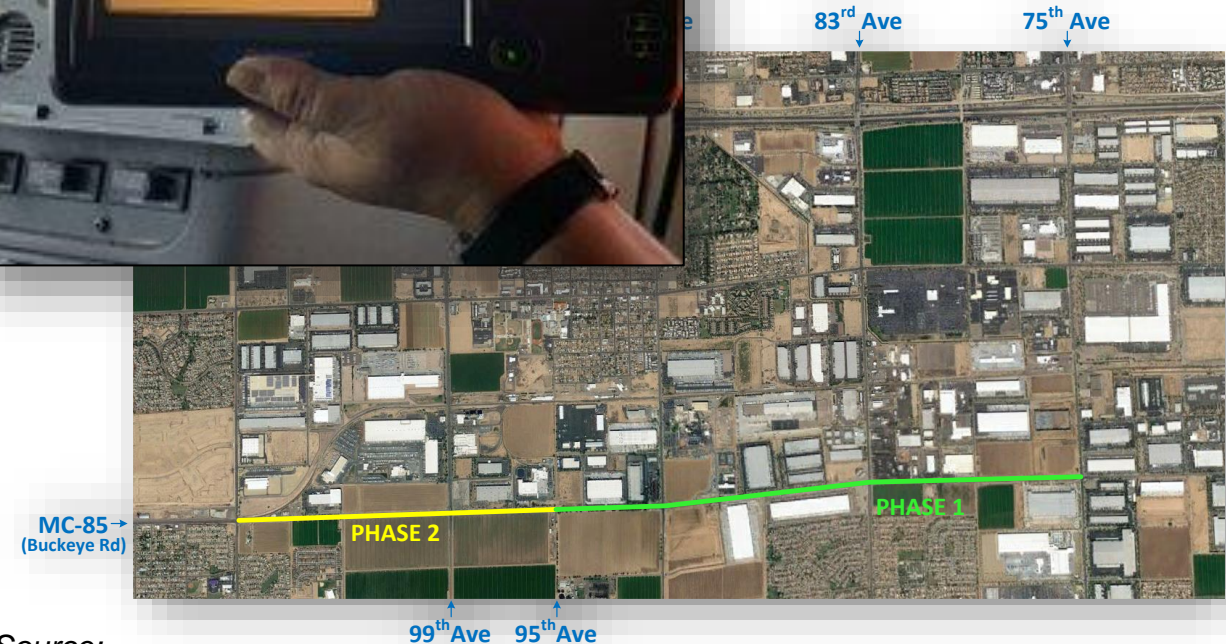 83rd Ave
75th Ave
PHASE 1
MC-85
(Buckeye Rd)
PHASE 2
99th Ave
95th Ave
Source: